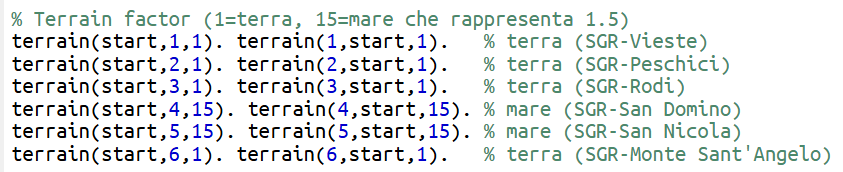 % Terrain factor (1=terra, 15=mare che rappresenta 1.5)
terrain(start,1,1). terrain(1,start,1).   % terra (SGR-Vieste)
terrain(start,2,1). terrain(2,start,1).   % terra (SGR-Peschici)
terrain(start,3,1). terrain(3,start,1).   % terra (SGR-Rodi)
terrain(start,4,15). terrain(4,start,15). % mare (SGR-San Domino)
terrain(start,5,15). terrain(5,start,15). % mare (SGR-San Nicola)
terrain(start,6,1). terrain(6,start,1).   % terra (SGR-Monte Sant'Angelo)